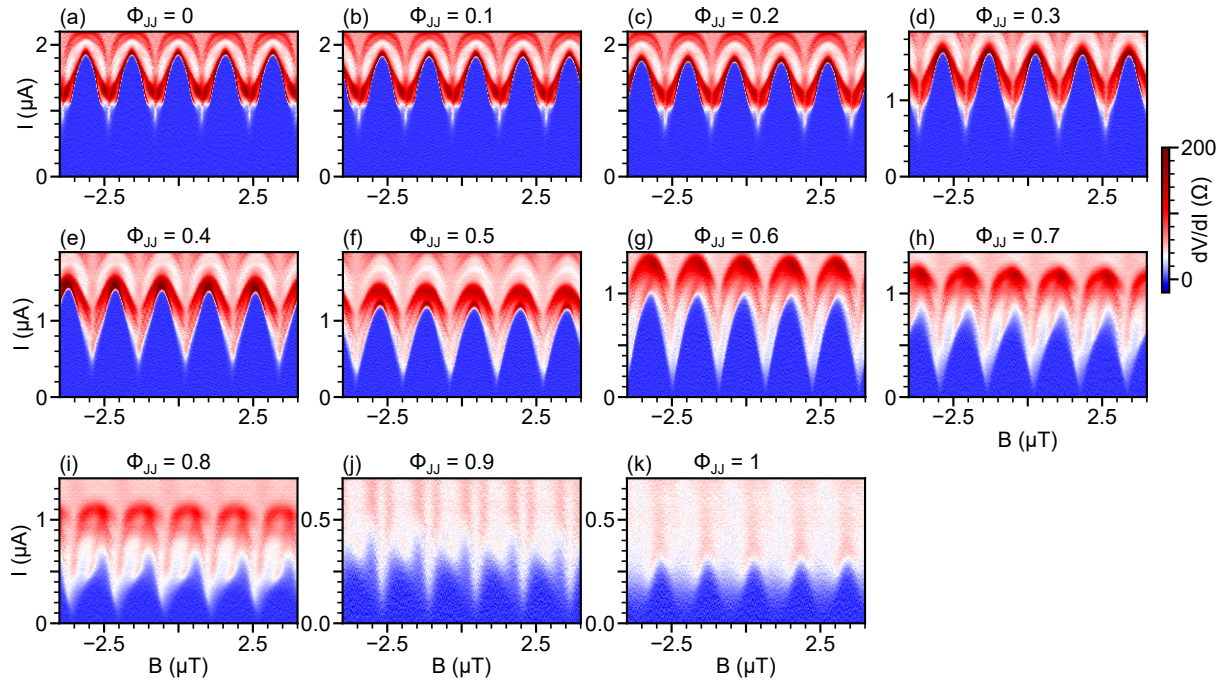 (a) Φ_JJ = 0
(b) Φ_JJ = 0.1
(c) Φ_JJ = 0.2
(d) Φ_JJ = 0.3
I (μA)
2
1
0
−2.5 2.5
2
1
0
−2.5 2.5
2
1
0
−2.5 2.5
1
0
−2.5 2.5
200
0
dV/dI (Ω)
(e) Φ_JJ = 0.4
(f) Φ_JJ = 0.5
(g) Φ_JJ = 0.6
(h) Φ_JJ = 0.7
I (μA)
1
0
−2.5 2.5
1
0
−2.5 2.5
1
0
−2.5 2.5
1
0
−2.5 2.5
B (μT)
(i) Φ_JJ = 0.8
(j) Φ_JJ = 0.9
(k) Φ_JJ = 1
I (μA)
1
0
−2.5 2.5
B (μT)
0.5
0.0
−2.5 2.5
B (μT)
0.5
0.0
−2.5 2.5
B (μT)